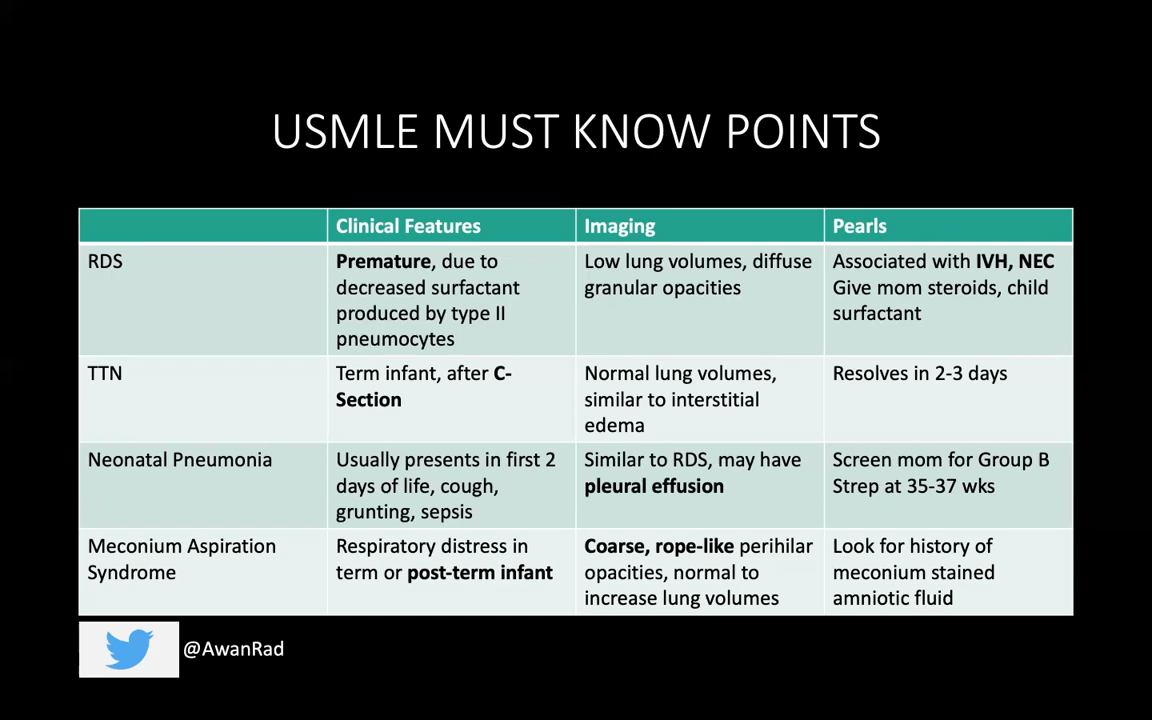 USMLE MUST KNOW POINTS
Clinical Features
Imaging
Pearls
RDS
Premature, due to
decreased surfactant
produced by type II
pneumocytes
Low lung volumes, diffuse
granular opacities
Associated with IVH, NEC
Give mom steroids, child
surfactant
TTN
Term infant, after C-
Section
Normal lung volumes,
similar to interstitial
edema
Resolves in 2-3 days
Neonatal Pneumonia
Usually presents in first 2
days of life, cough,
grunting, sepsis
Similar to RDS, may have
pleural effusion
Screen mom for Group B
Strep at 35-37 wks
Meconium Aspiration
Syndrome
Respiratory distress in
term or post-term infant
Coarse, rope-like perihilar
opacities, normal to
increase lung volumes
Look for history of
meconium stained
amniotic fluid
@AwanRad